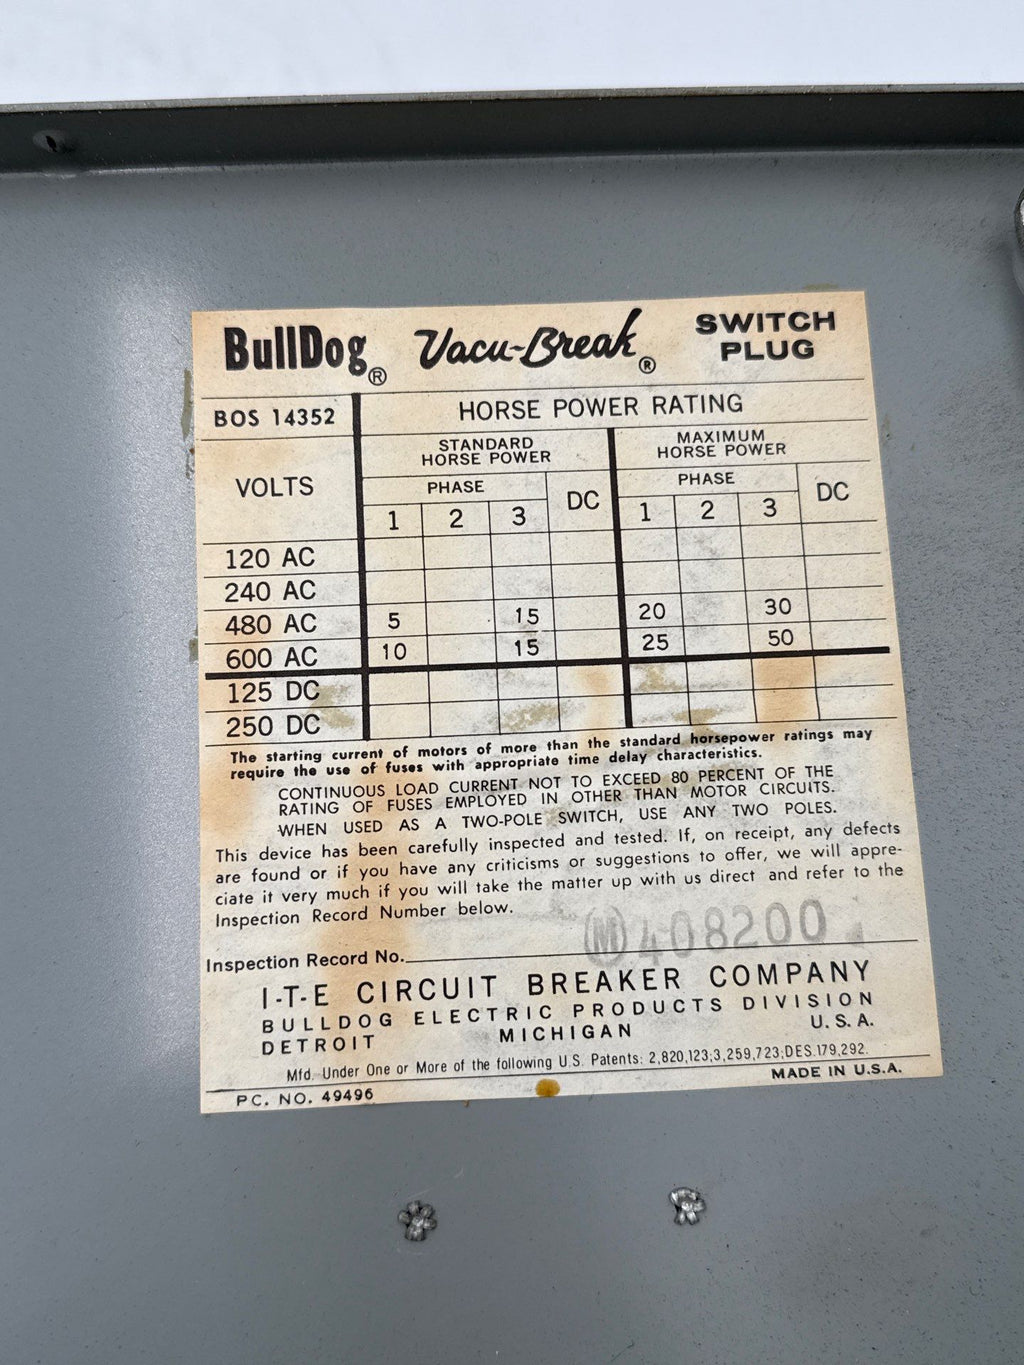 BullDog® Vacu-Break® SWITCH PLUG
BOS 14352 HORSE POWER RATING
STANDARD HORSE POWER MAXIMUM HORSE POWER
VOLTS PHASE DC PHASE DC
1 2 3 1 2 3
120 AC
240 AC
480 AC 5 15 20 30
600 AC 10 15 25 50
125 DC
250 DC
The starting current of motors of more than the standard horsepower ratings may
require the use of fuses with appropriate time delay characteristics.
CONTINUOUS LOAD CURRENT NOT TO EXCEED 80 PERCENT OF THE
RATING OF FUSES EMPLOYED IN OTHER THAN MOTOR CIRCUITS.
WHEN USED AS A TWO-POLE SWITCH, USE ANY TWO POLES.
This device has been carefully inspected and tested. If, on receipt, any defects
are found or if you have any criticisms or suggestions to offer, we will appre-
ciate it very much if you will take the matter up with us direct and refer to the
Inspection Record Number below.
Inspection Record No. (M) 408200
I-T-E CIRCUIT BREAKER COMPANY
BULLDOG ELECTRIC PRODUCTS DIVISION
DETROIT MICHIGAN U.S.A.
Mfd. Under One or More of the following U.S. Patents: 2,820,123;3,259,723;DES.179,292.
PC. NO. 49496 MADE IN U.S.A.